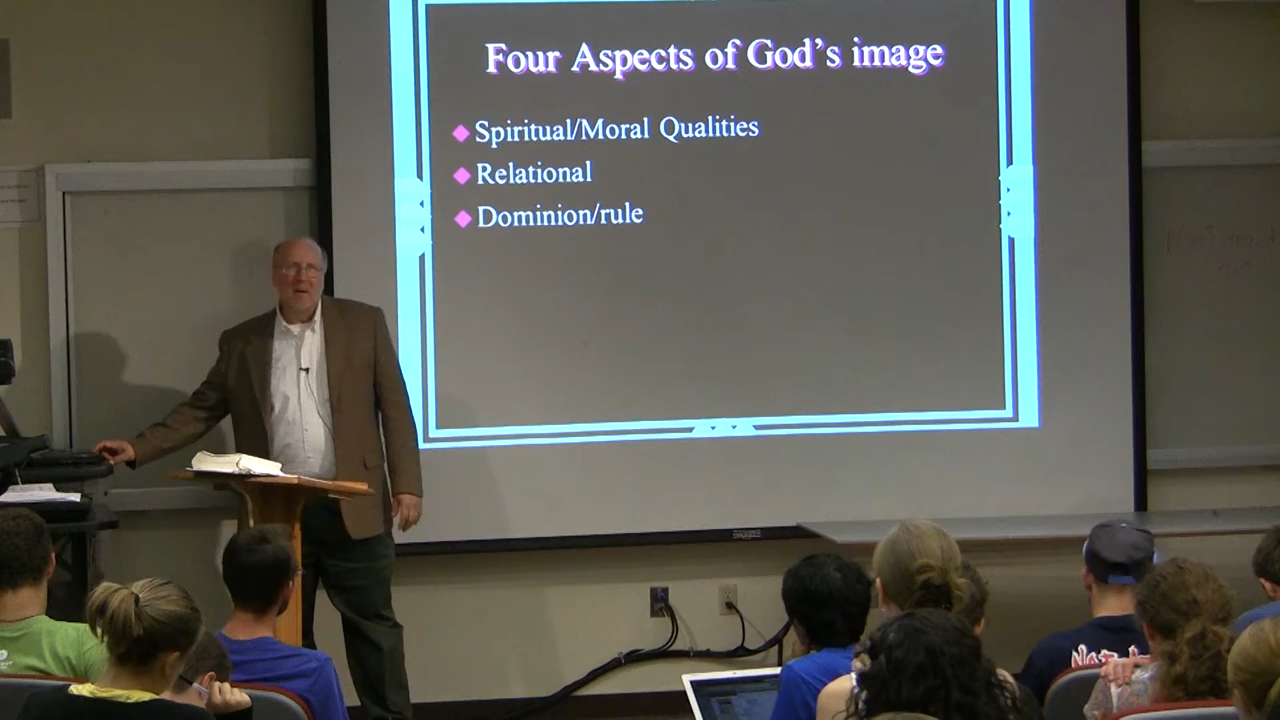 Four Aspects of God's image
Spiritual/Moral Qualities
Relational
Dominion/rule